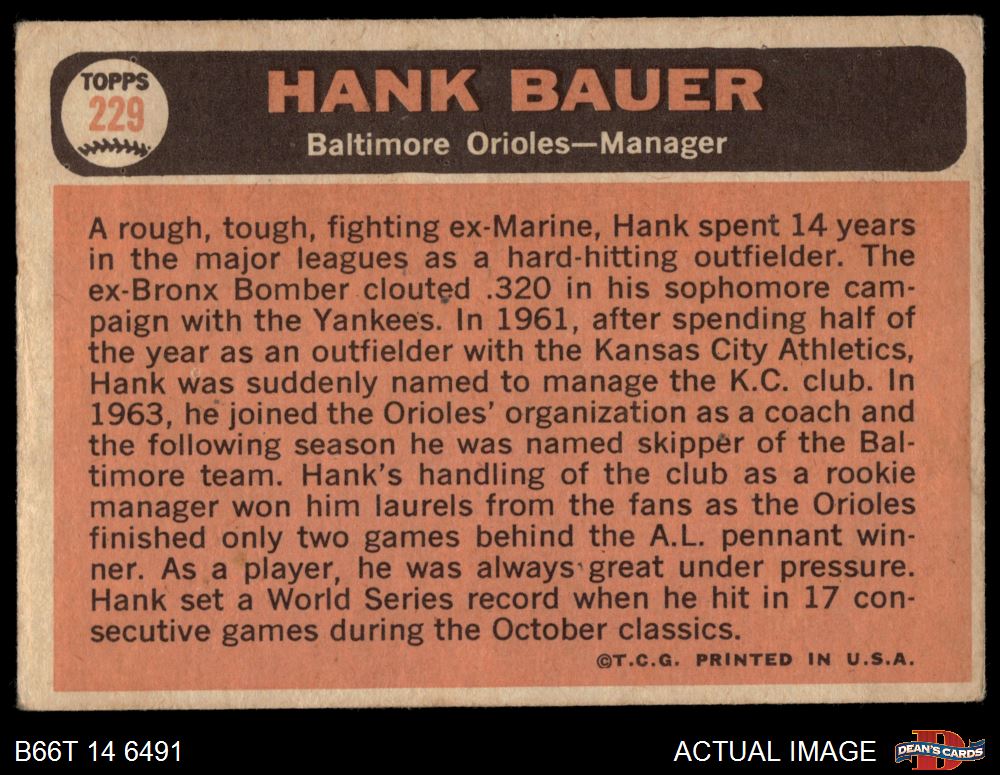 TOPPS
229
HANK BAUER
Baltimore Orioles—Manager
A rough, tough, fighting ex-Marine, Hank spent 14 years
in the major leagues as a hard-hitting outfielder. The
ex-Bronx Bomber clouted .320 in his sophomore cam-
paign with the Yankees. In 1961, after spending half of
the year as an outfielder with the Kansas City Athletics,
Hank was suddenly named to manage the K.C. club. In
1963, he joined the Orioles' organization as a coach and
the following season he was named skipper of the Bal-
timore team. Hank's handling of the club as a rookie
manager won him laurels from the fans as the Orioles
finished only two games behind the A.L. pennant win-
ner. As a player, he was always great under pressure.
Hank set a World Series record when he hit in 17 con-
secutive games during the October classics.
©T.C.G. PRINTED IN U.S.A.
B66T 14 6491
ACTUAL IMAGE
D
DEAN'S CARDS